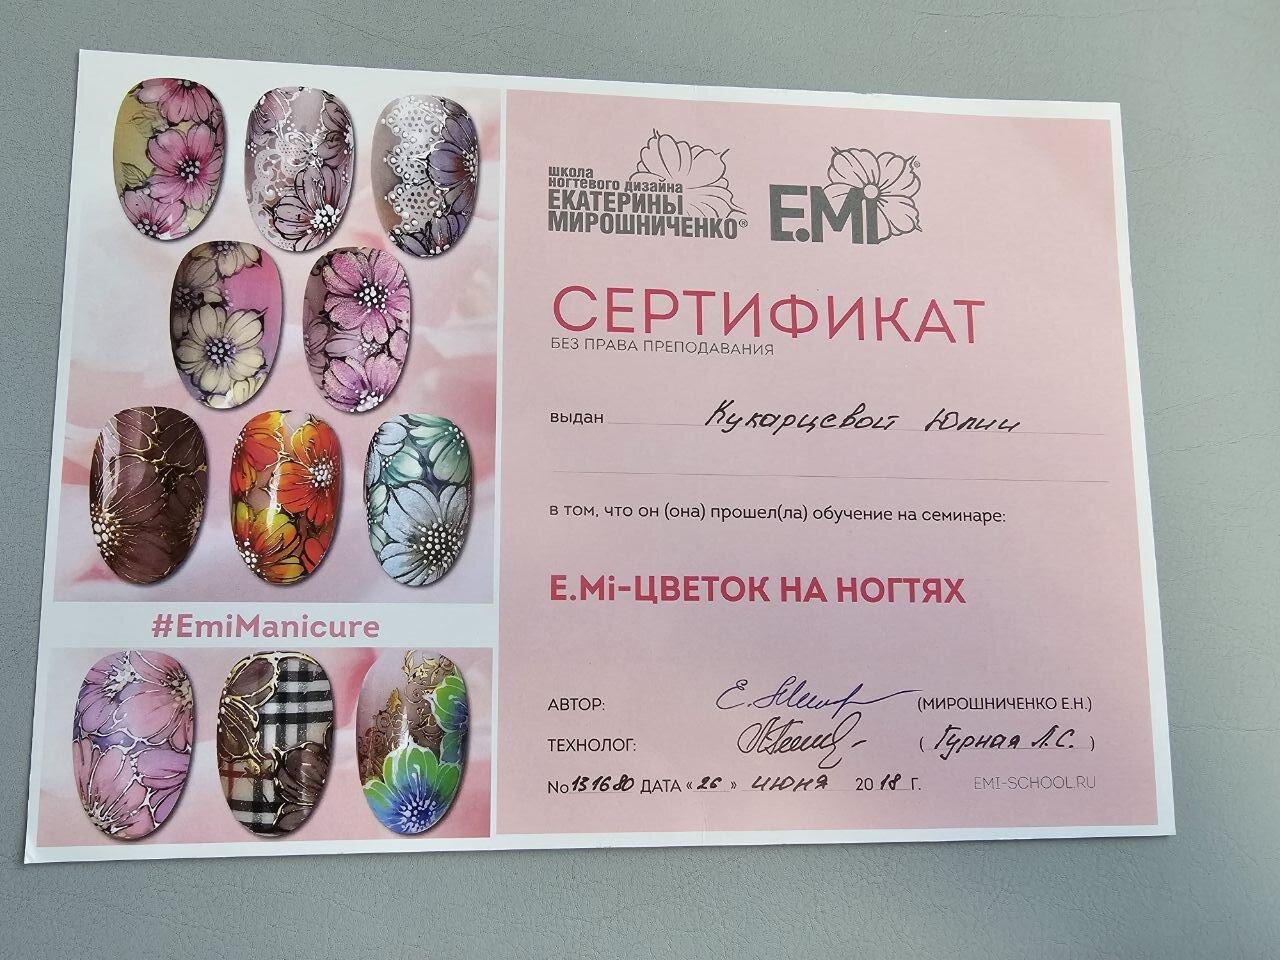 школа
ногтевого дизайна
ЕКАТЕРИНЫ
МИРОШНИЧЕНКО®
E.Mi®
СЕРТИФИКАТ
БЕЗ ПРАВА ПРЕПОДАВАНИЯ
выдан Кукарцевой Юлии
в том, что он (она) прошел(ла) обучение на семинаре:
E.Mi-ЦВЕТОК НА НОГТЯХ
АВТОР: (МИРОШНИЧЕНКО Е.Н.)
ТЕХНОЛОГ: ( Гурная Л.С. )
No 131680 ДАТА « 26 » июня 20 18 г.
EMI-SCHOOL.RU
#EmiManicure